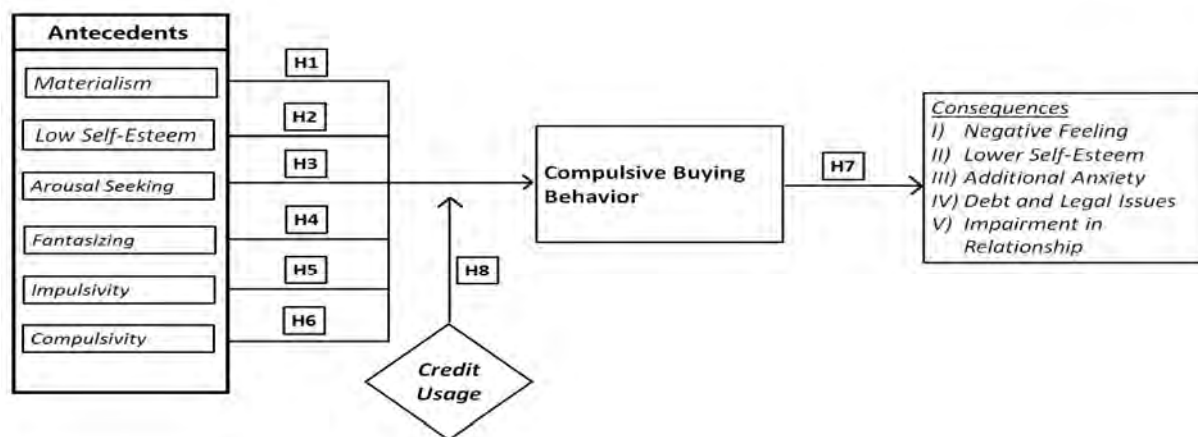 Antecedents
Materialism
Low Self-Esteem
Arousal Seeking
Fantasizing
Impulsivity
Compulsivity
H1
H2
H3
H4
H5
H6
H8
Credit
Usage
Compulsive Buying
Behavior
H7
Consequences
I) Negative Feeling
II) Lower Self-Esteem
III) Additional Anxiety
IV) Debt and Legal Issues
V) Impairment in
Relationship